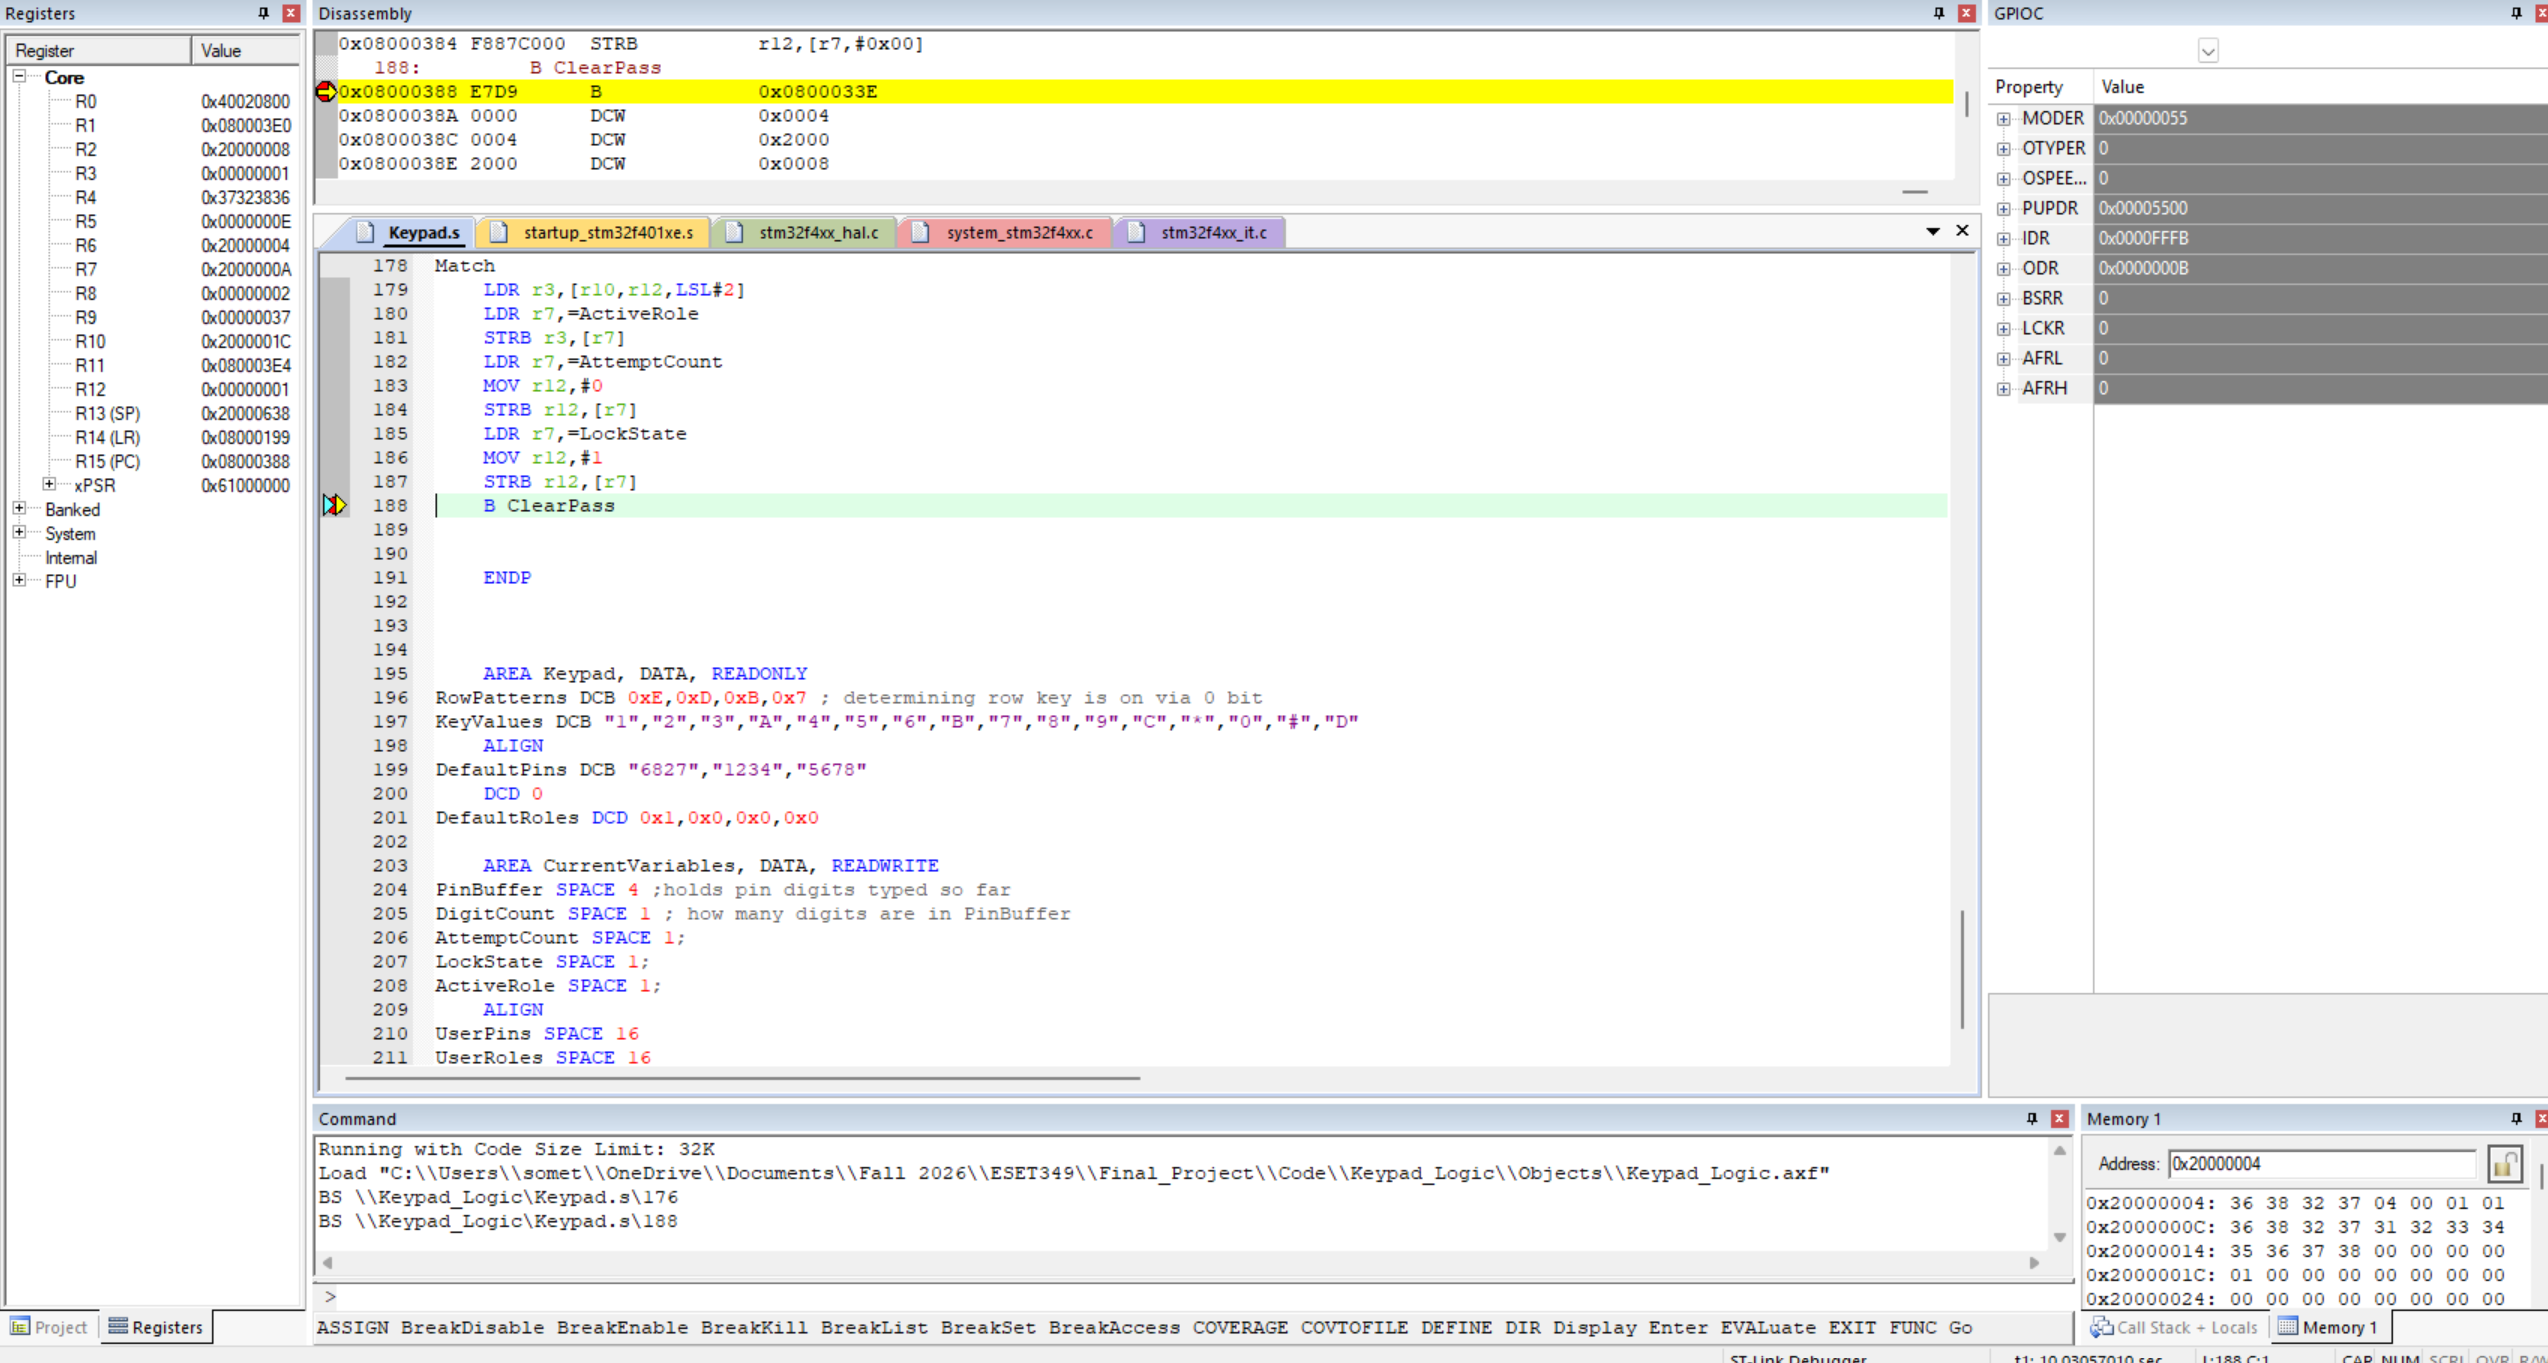 Registers
Register Value
Core
R0 0x40020800
R1 0x080003E0
R2 0x20000008
R3 0x00000001
R4 0x37323836
R5 0x0000000E
R6 0x20000004
R7 0x2000000A
R8 0x00000002
R9 0x00000037
R10 0x2000001C
R11 0x080003E4
R12 0x00000001
R13 (SP) 0x20000638
R14 (LR) 0x08000199
R15 (PC) 0x08000388
xPSR 0x61000000
Banked
System
Internal
FPU
Project Registers
Disassembly
0x08000384 F887C000 STRB r12,[r7,#0x00]
188: B ClearPass
0x08000388 E7D9 B 0x0800033E
0x0800038A 0000 DCW 0x0004
0x0800038C 0004 DCW 0x2000
0x0800038E 2000 DCW 0x0008
Keypad.s startup_stm32f401xe.s stm32f4xx_hal.c system_stm32f4xx.c stm32f4xx_it.c
178 Match
179 LDR r3,[r10,r12,LSL#2]
180 LDR r7,=ActiveRole
181 STRB r3,[r7]
182 LDR r7,=AttemptCount
183 MOV r12,#0
184 STRB r12,[r7]
185 LDR r7,=LockState
186 MOV r12,#1
187 STRB r12,[r7]
188 B ClearPass
189
190
191 ENDP
192
193
194
195 AREA Keypad, DATA, READONLY
196 RowPatterns DCB 0xE,0xD,0xB,0x7 ; determining row key is on via 0 bit
197 KeyValues DCB "1","2","3","A","4","5","6","B","7","8","9","C","*","0","#","D"
198 ALIGN
199 DefaultPins DCB "6827","1234","5678"
200 DCD 0
201 DefaultRoles DCD 0x1,0x0,0x0,0x0
202
203 AREA CurrentVariables, DATA, READWRITE
204 PinBuffer SPACE 4 ;holds pin digits typed so far
205 DigitCount SPACE 1 ; how many digits are in PinBuffer
206 AttemptCount SPACE 1;
207 LockState SPACE 1;
208 ActiveRole SPACE 1;
209 ALIGN
210 UserPins SPACE 16
211 UserRoles SPACE 16
GPIOC
Property Value
MODER 0x00000055
OTYPER 0
OSPEE... 0
PUPDR 0x00005500
IDR 0x0000FFFB
ODR 0x0000000B
BSRR 0
LCKR 0
AFRL 0
AFRH 0
Command
Running with Code Size Limit: 32K
Load "C:\\Users\\somet\\OneDrive\\Documents\\Fall 2026\\ESET349\\Final_Project\\Code\\Keypad_Logic\\Objects\\Keypad_Logic.axf"
BS \\Keypad_Logic\Keypad.s\176
BS \\Keypad_Logic\Keypad.s\188
>
ASSIGN BreakDisable BreakEnable BreakKill BreakList BreakSet BreakAccess COVERAGE COVTOFILE DEFINE DIR Display Enter EVALuate EXIT FUNC Go
Memory 1
Address: 0x20000004
0x20000004: 36 38 32 37 04 00 01 01
0x2000000C: 36 38 32 37 31 32 33 34
0x20000014: 35 36 37 38 00 00 00 00
0x2000001C: 01 00 00 00 00 00 00 00
0x20000024: 00 00 00 00 00 00 00 00
Call Stack + Locals Memory 1
ST-Link Debugger t1: 10.03057010 sec L:188 C:1 CAP NUM SCRL OVR